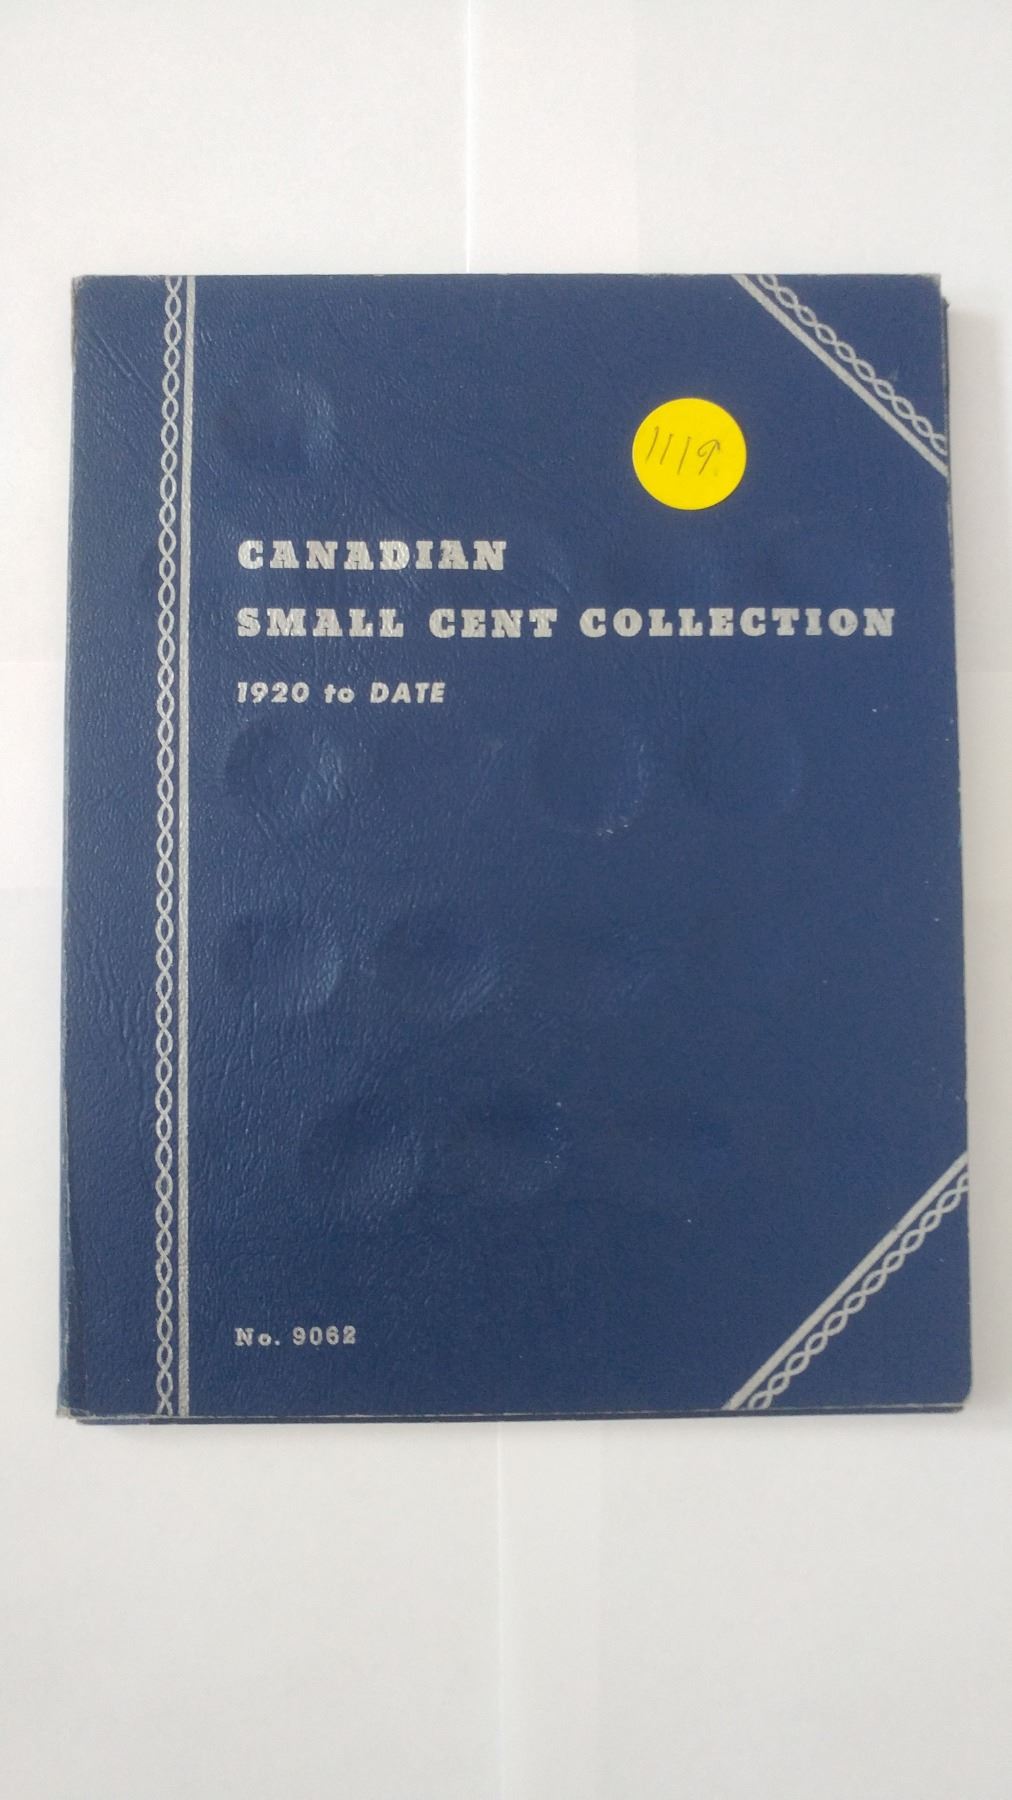 1119
CANADIAN
SMALL CENT COLLECTION
1920 to DATE
No. 9062